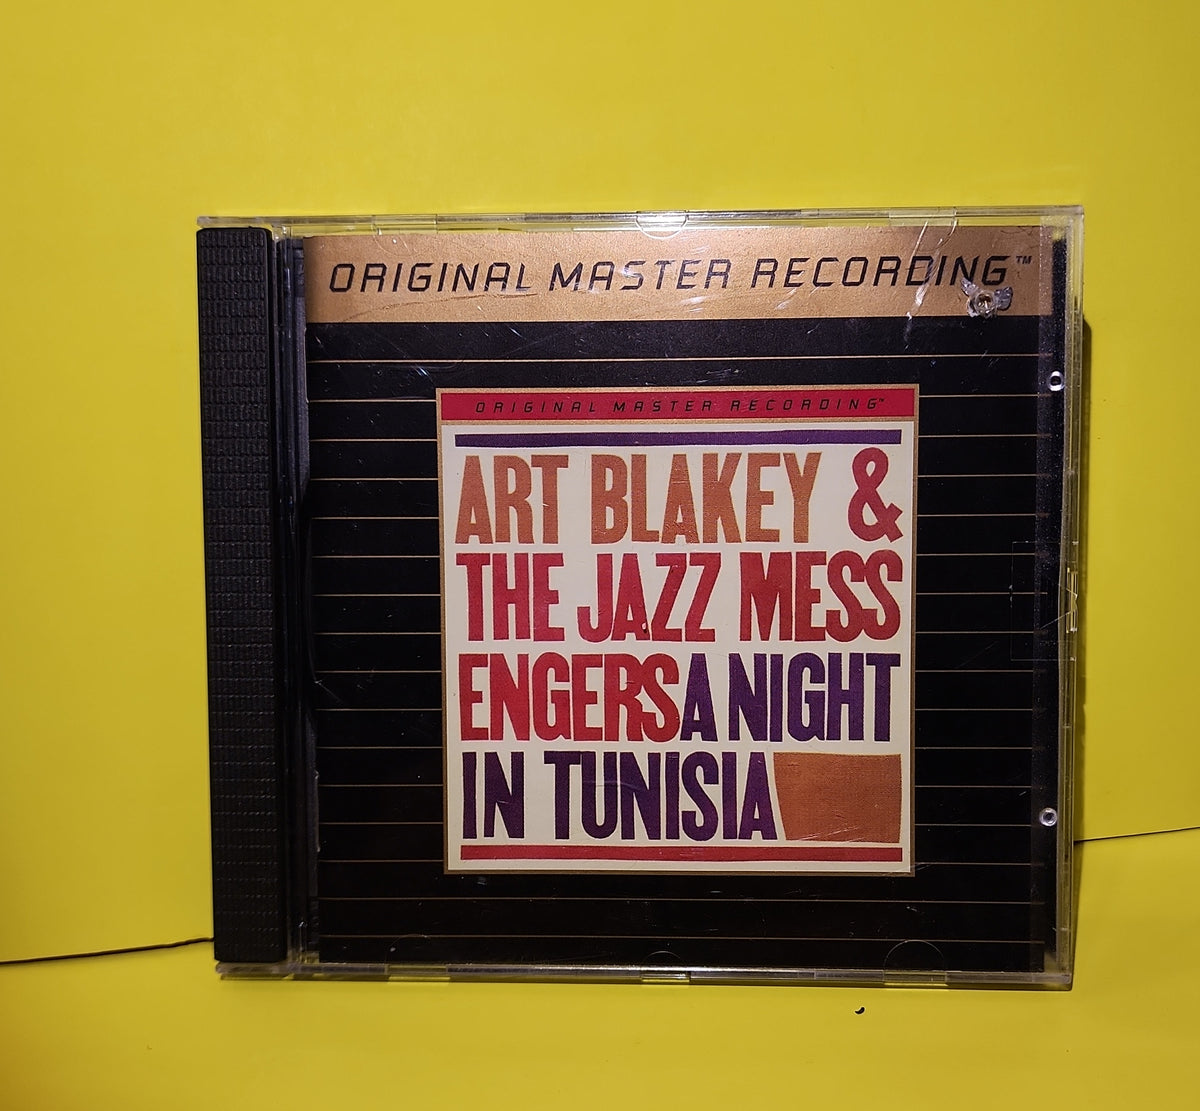 ORIGINAL MASTER RECORDING™
ORIGINAL MASTER RECORDING™
ART BLAKEY &
THE JAZZ MESS
ENGERS A NIGHT
IN TUNISIA